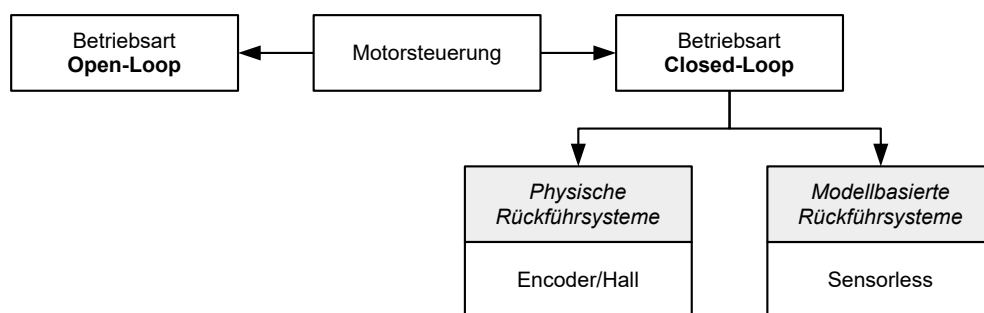 Betriebsart
Open-Loop
Motorsteuerung
Betriebsart
Closed-Loop
Physische
Rückführsysteme
Encoder/Hall
Modellbasierte
Rückführsysteme
Sensorless